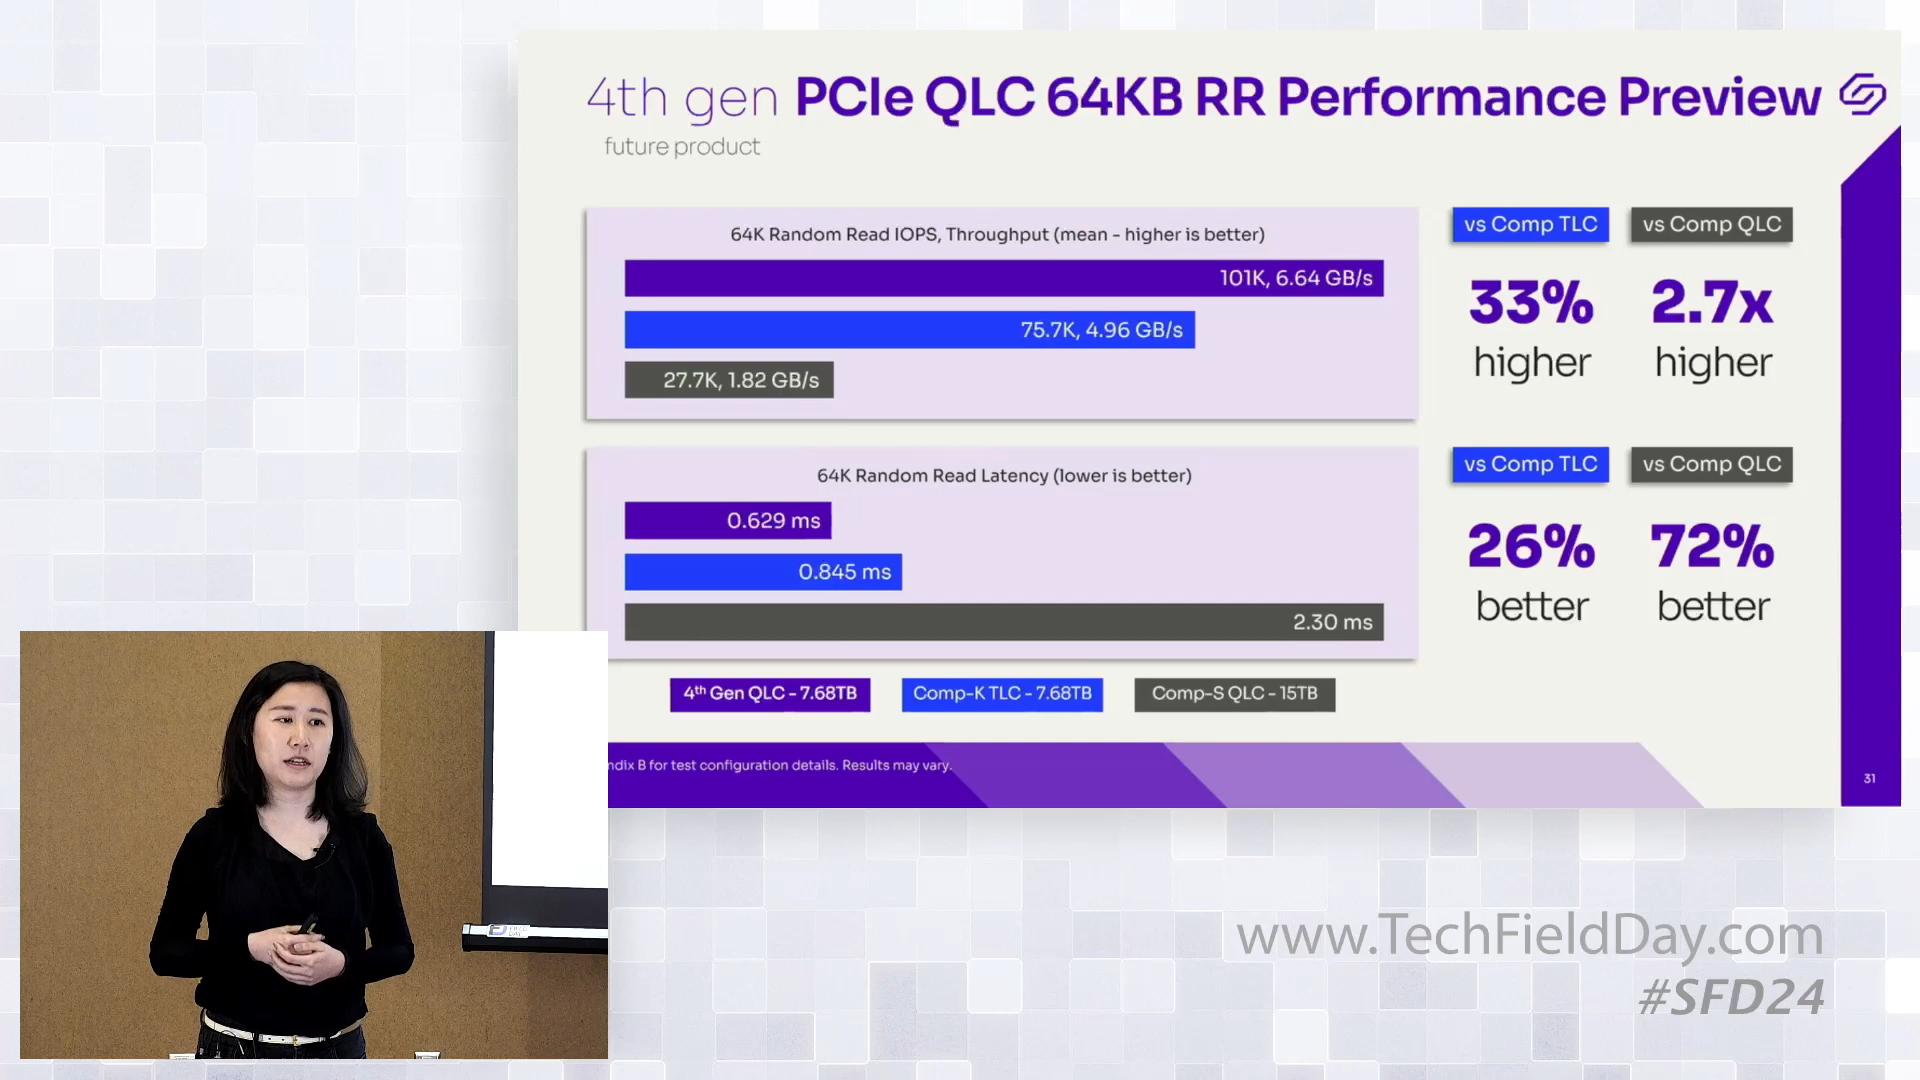 4th gen PCIe QLC 64KB RR Performance Preview
future product
64K Random Read IOPS, Throughput (mean - higher is better)
101K, 6.64 GB/s
75.7K, 4.96 GB/s
27.7K, 1.82 GB/s
vs Comp TLC
vs Comp QLC
33%
2.7x
higher
higher
64K Random Read Latency (lower is better)
0.629 ms
0.845 ms
2.30 ms
vs Comp TLC
vs Comp QLC
26%
72%
better
better
4th Gen QLC - 7.68TB
Comp-K TLC - 7.68TB
Comp-S QLC - 15TB
B for test configuration details. Results may vary.
31
www.TechFieldDay.com
#SFD24